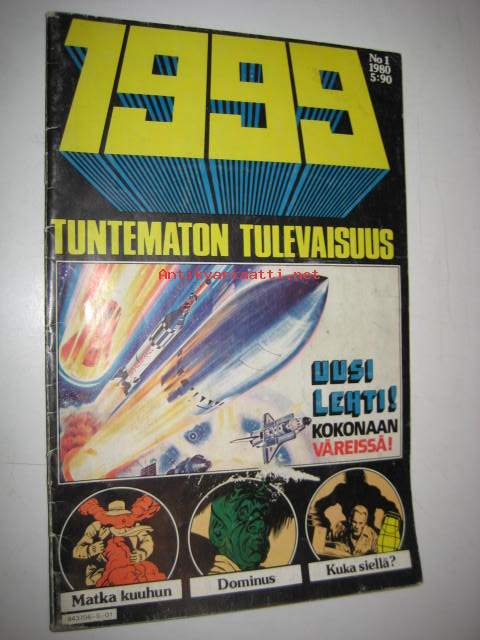 1999
No 1
1980
5:90
TUNTEMATON TULEVAISUUS
Antikvariaatti.net
UUSI
LEHTI!
KOKONAAN
VÄREISSÄ!
Matka kuuhun
Dominus
Kuka siellä?